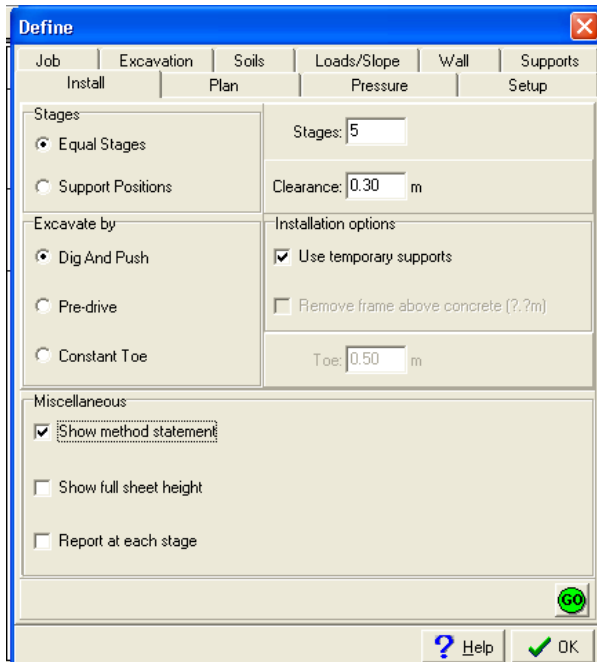 Define
Job Excavation Soils Loads/Slope Wall Supports
Install Plan Pressure Setup
Stages
Equal Stages
Support Positions
Stages: 5
Clearance: 0.30 m
Excavate by
Dig And Push
Pre-drive
Constant Toe
Installation options
Use temporary supports
Remove frame above concrete (?.?m)
Toe: 0.50 m
Miscellaneous
Show method statement
Show full sheet height
Report at each stage
GO
? Help OK